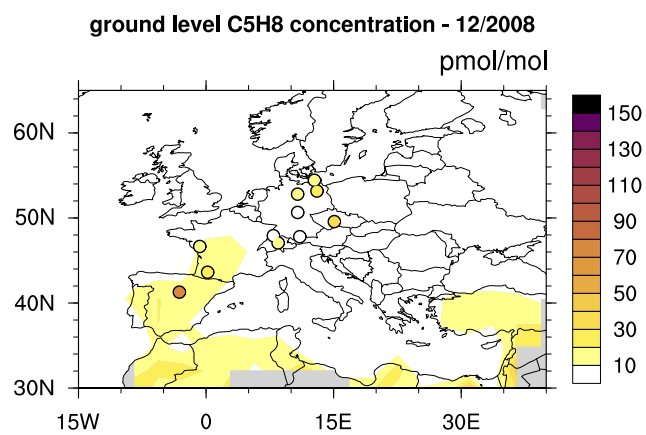 ground level C5H8 concentration - 12/2008
pmol/mol
60N
50N
40N
30N
15W 0 15E 30E
150
130
110
90
70
50
30
10